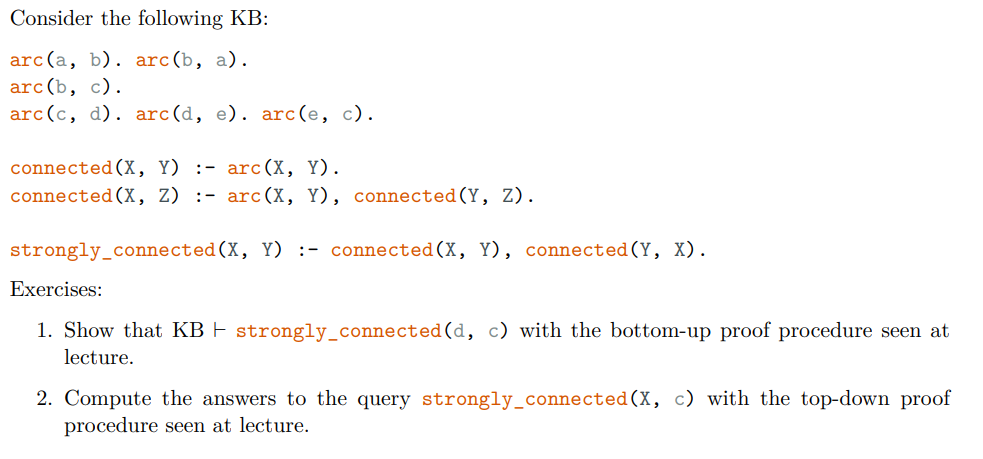 Consider the following KB:
arc(a, b). arc(b, a).
arc(b, c).
arc(c, d). arc(d, e). arc(e, c).
connected(X, Y) :- arc(X, Y).
connected(X, Z) :- arc(X, Y), connected(Y, Z).
strongly_connected(X, Y) :- connected(X, Y), connected(Y, X).
Exercises:
1. Show that KB ⊢ strongly_connected(d, c) with the bottom-up proof procedure seen at
lecture.
2. Compute the answers to the query strongly_connected(X, c) with the top-down proof
procedure seen at lecture.